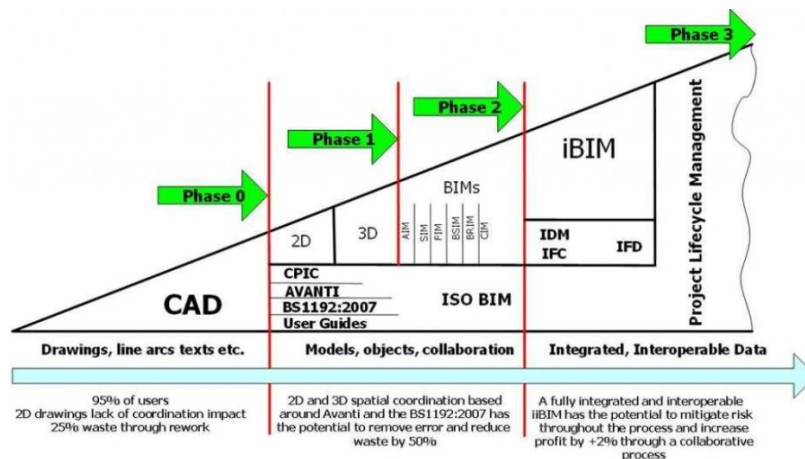 Phase 3
Phase 2
Phase 1
Phase 0
iBIM
BIMs
2D
3D
AIM
SIM
FIM
BSIM
BRIM
CIM
IDM
IFC
IFD
Project Lifecycle Management
CAD
CPIC
AVANTI
BS1192:2007
User Guides
ISO BIM
Drawings, line arcs texts etc.
Models, objects, collaboration
Integrated, Interoperable Data
95% of users
2D drawings lack of coordination impact
25% waste through rework
2D and 3D spatial coordination based
around Avanti and the BS1192:2007 has
the potential to remove error and reduce
waste by 50%
A fully integrated and interoperable
iiBIM has the potential to mitigate risk
throughout the process and increase
profit by +2% through a collaborative
process